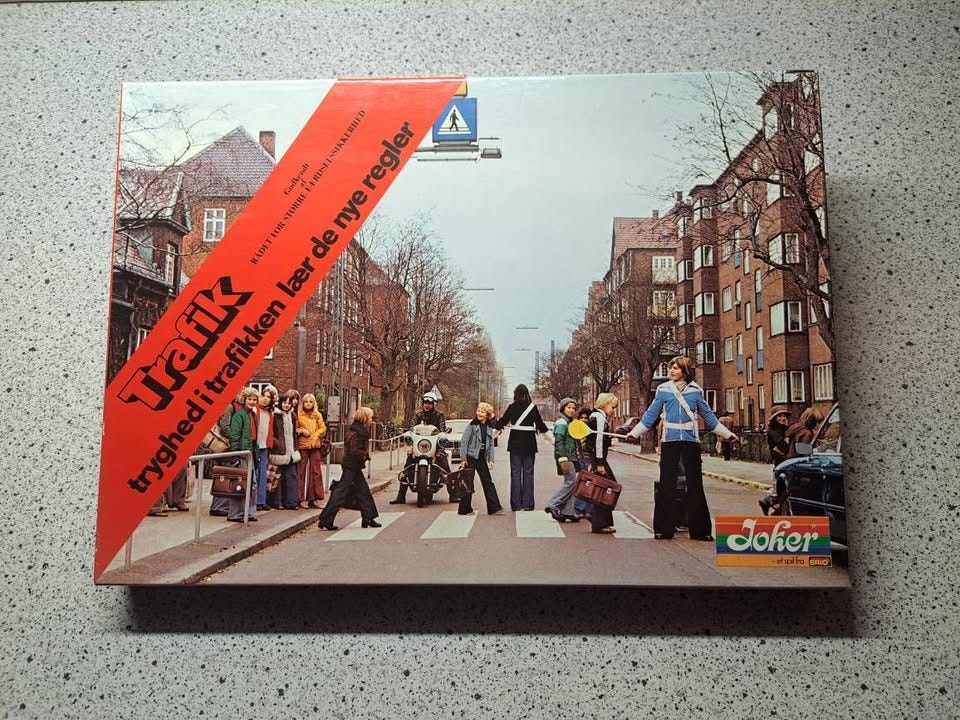 Trafik
tryghed i trafikken lær de nye regler
Godkendt
af
RÅDET FOR STØRRE FÆRDSELSSIKKERHED
Joker
- et spil fra BRIO